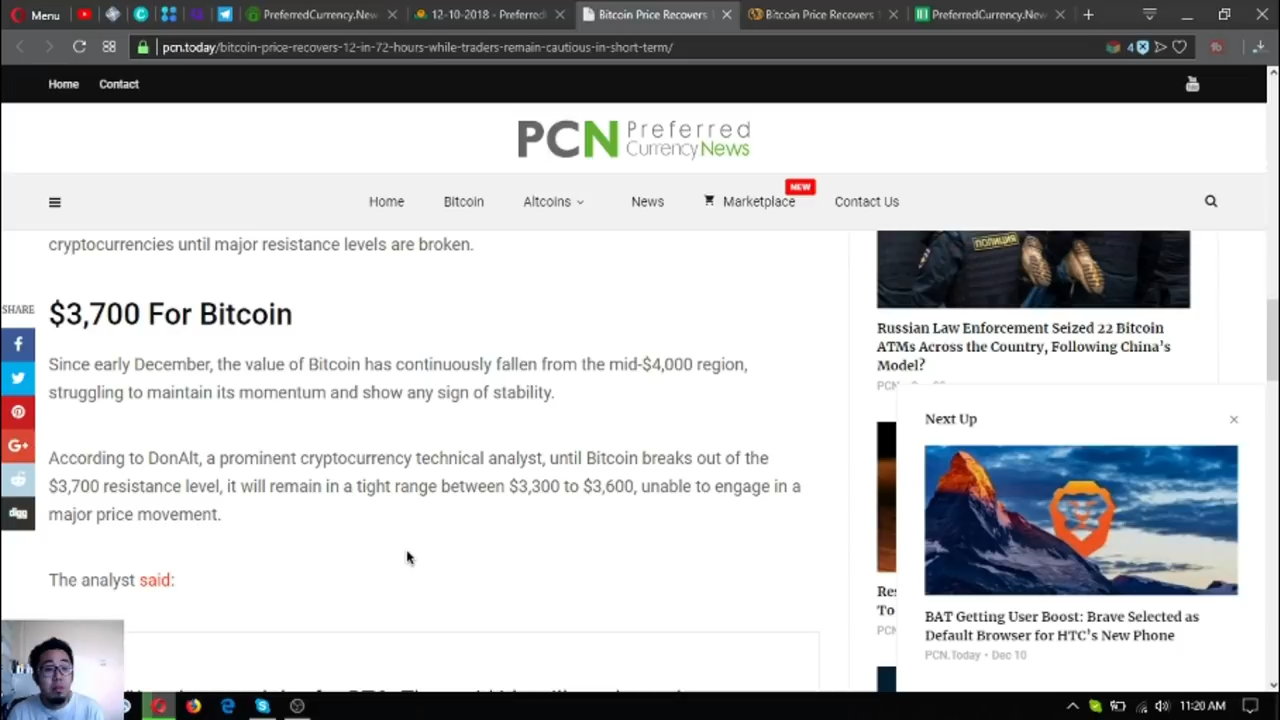 Menu
PreferredCurrency.New
12-10-2018 - Preferred
Bitcoin Price Recovers
Bitcoin Price Recovers
PreferredCurrency.New
pcn.today/bitcoin-price-recovers-12-in-72-hours-while-traders-remain-cautious-in-short-term/
4
Home
Contact
PCN Preferred
CurrencyNews
NEW
Home
Bitcoin
Altcoins
News
Marketplace
Contact Us
cryptocurrencies until major resistance levels are broken.
SHARE
$3,700 For Bitcoin
Since early December, the value of Bitcoin has continuously fallen from the mid-$4,000 region,
struggling to maintain its momentum and show any sign of stability.
According to DonAlt, a prominent cryptocurrency technical analyst, until Bitcoin breaks out of the
$3,700 resistance level, it will remain in a tight range between $3,300 to $3,600, unable to engage in a
major price movement.
digg
The analyst said:
ПОЛИЦИЯ
Russian Law Enforcement Seized 22 Bitcoin
ATMs Across the Country, Following China's
Model?
Next Up
BAT Getting User Boost: Brave Selected as
Default Browser for HTC's New Phone
PCN.Today • Dec 10
To
11:20 AM